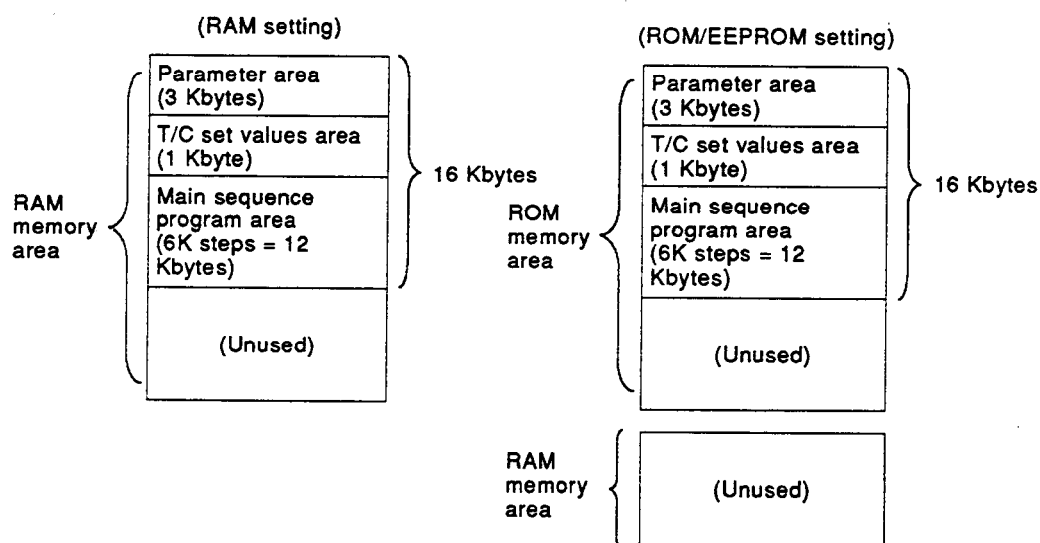 (RAM setting)
Parameter area
(3 Kbytes)
T/C set values area
(1 Kbyte)
Main sequence
program area
(6K steps = 12
Kbytes)
(Unused)
RAM
memory
area
16 Kbytes
(ROM/EEPROM setting)
Parameter area
(3 Kbytes)
T/C set values area
(1 Kbyte)
Main sequence
program area
(6K steps = 12
Kbytes)
(Unused)
ROM
memory
area
16 Kbytes
RAM
memory
area
(Unused)